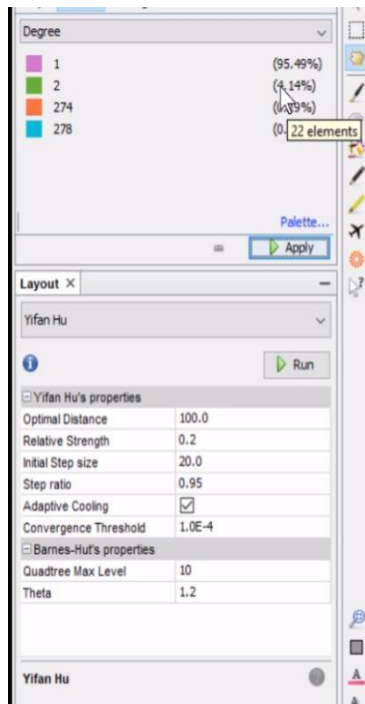 Degree
1 (95.49%)
2 (4.14%)
274
278 (0.
22 elements
Palette...
Apply
Layout
Yifan Hu
Run
Yifan Hu's properties
Optimal Distance 100.0
Relative Strength 0.2
Initial Step size 20.0
Step ratio 0.95
Adaptive Cooling
Convergence Threshold 1.0E-4
Barnes-Hut's properties
Quadtree Max Level 10
Theta 1.2
Yifan Hu
A